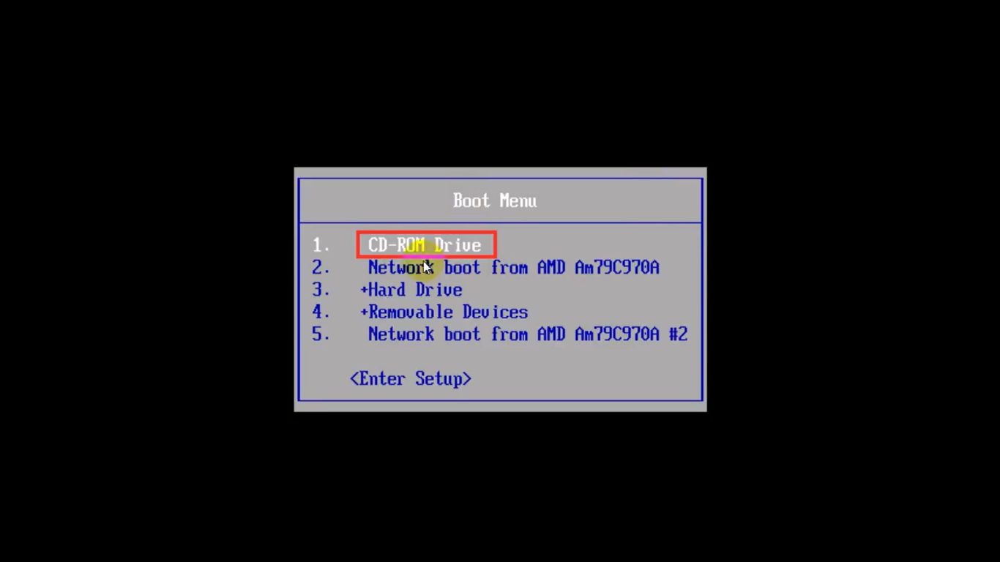 Boot Menu
1. CD-ROM Drive
2. Network boot from AMD Am79C970A
3. +Hard Drive
4. +Removable Devices
5. Network boot from AMD Am79C970A #2
<Enter Setup>